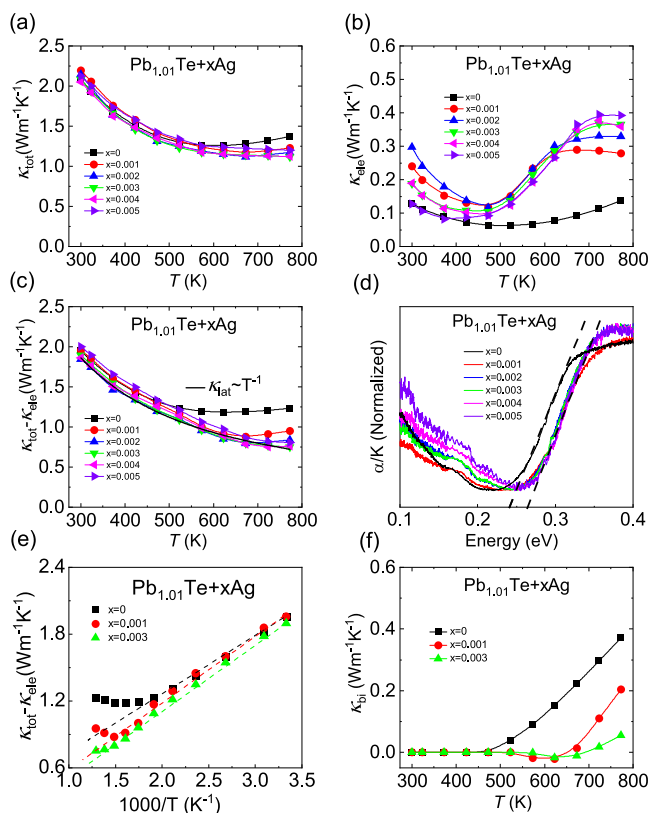 (a)
Pb1.01Te+xAg
κtot(Wm-1K-1)
2.5
2.0
1.5
1.0
0.5
0.0
x=0
x=0.001
x=0.002
x=0.003
x=0.004
x=0.005
300 400 500 600 700 800
T (K)
(b)
Pb1.01Te+xAg
κele(Wm-1K-1)
0.6
0.5
0.4
0.3
0.2
0.1
0.0
x=0
x=0.001
x=0.002
x=0.003
x=0.004
x=0.005
300 400 500 600 700 800
T (K)
(c)
Pb1.01Te+xAg
κlat~T-1
κtot-κele(Wm-1K-1)
2.5
2.0
1.5
1.0
0.5
0.0
x=0
x=0.001
x=0.002
x=0.003
x=0.004
x=0.005
300 400 500 600 700 800
T (K)
(d)
Pb1.01Te+xAg
α/K (Normalized)
x=0
x=0.001
x=0.002
x=0.003
x=0.004
x=0.005
0.1 0.2 0.3 0.4
Energy (eV)
(e)
Pb1.01Te+xAg
κtot-κele(Wm-1K-1)
2.4
1.8
1.2
0.6
x=0
x=0.001
x=0.003
1.0 1.5 2.0 2.5 3.0 3.5
1000/T (K-1)
(f)
Pb1.01Te+xAg
κbi(Wm-1K-1)
0.6
0.4
0.2
0.0
x=0
x=0.001
x=0.003
300 400 500 600 700 800
T (K)